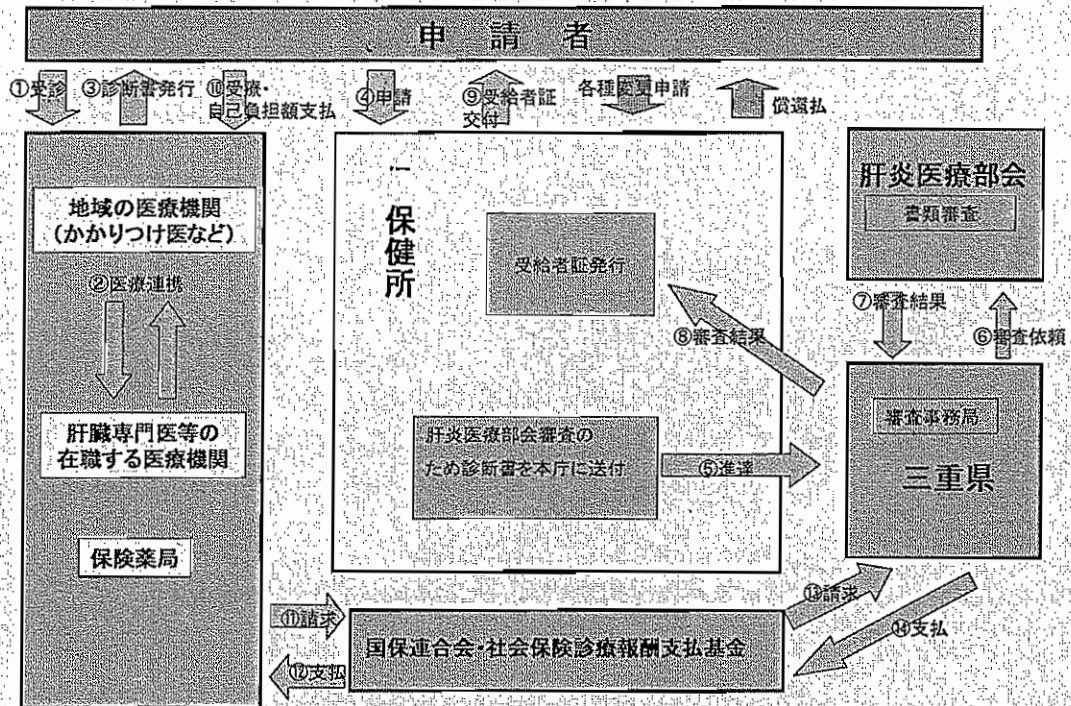 申請者
①受診
③診断書発行
⑩受療・
自己負担額支払
④申請
⑨受給者証
交付
各種変更申請
償還払
地域の医療機関
(かかりつけ医など)
②医療連携
肝臓専門医等の
在職する医療機関
保険薬局
保健所
受給者証発行
肝炎医療部会審査の
ため診断書を本庁に送付
肝炎医療部会
書類審査
⑦審査結果
⑥審査依頼
⑧審査結果
⑤進達
審査事務局
三重県
⑪請求
⑫支払
国保連合会・社会保険診療報酬支払基金
⑬請求
⑭支払